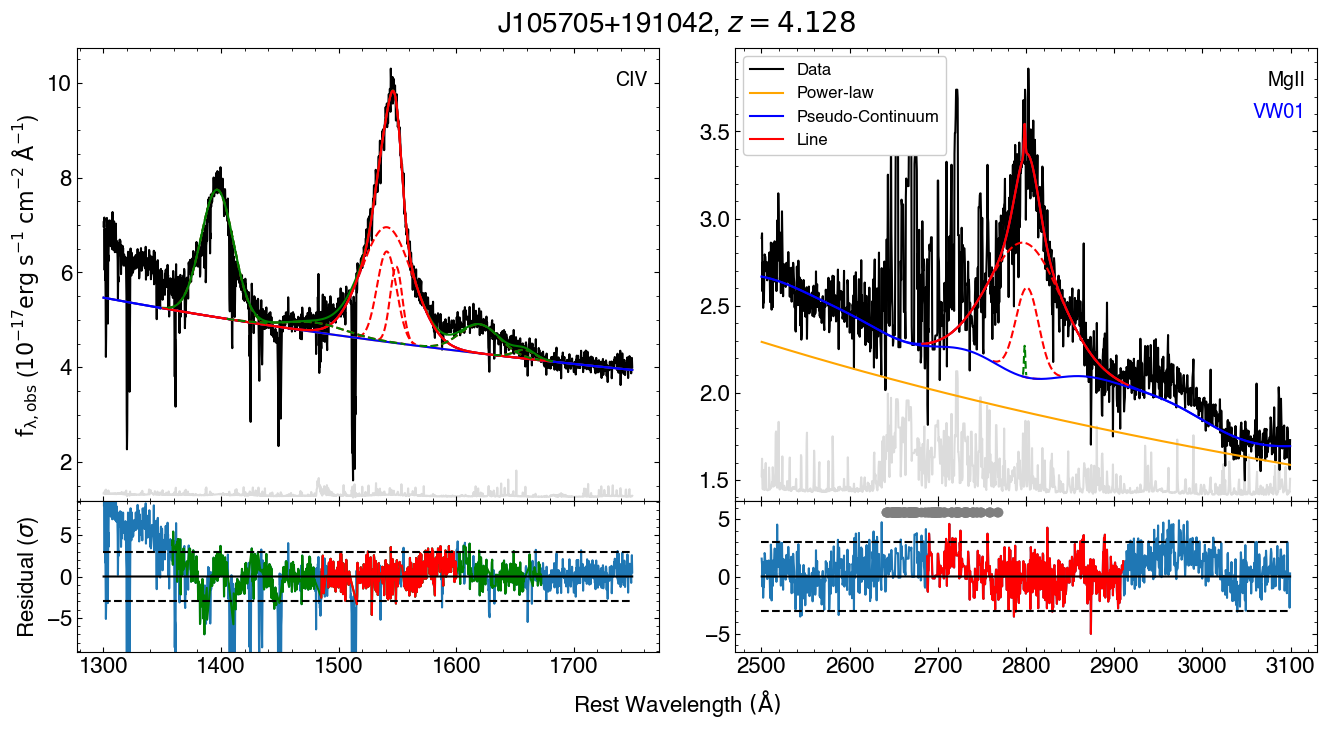 J105705+191042, z = 4.128
CIV
10
8
6
4
2
f_λ,obs (10⁻¹⁷erg s⁻¹ cm⁻² Å⁻¹)
Data
Power-law
Pseudo-Continuum
Line
MgII
VW01
3.5
3.0
2.5
2.0
1.5
Residual (σ)
5
0
−5
5
0
−5
1300 1400 1500 1600 1700
2500 2600 2700 2800 2900 3000 3100
Rest Wavelength (Å)